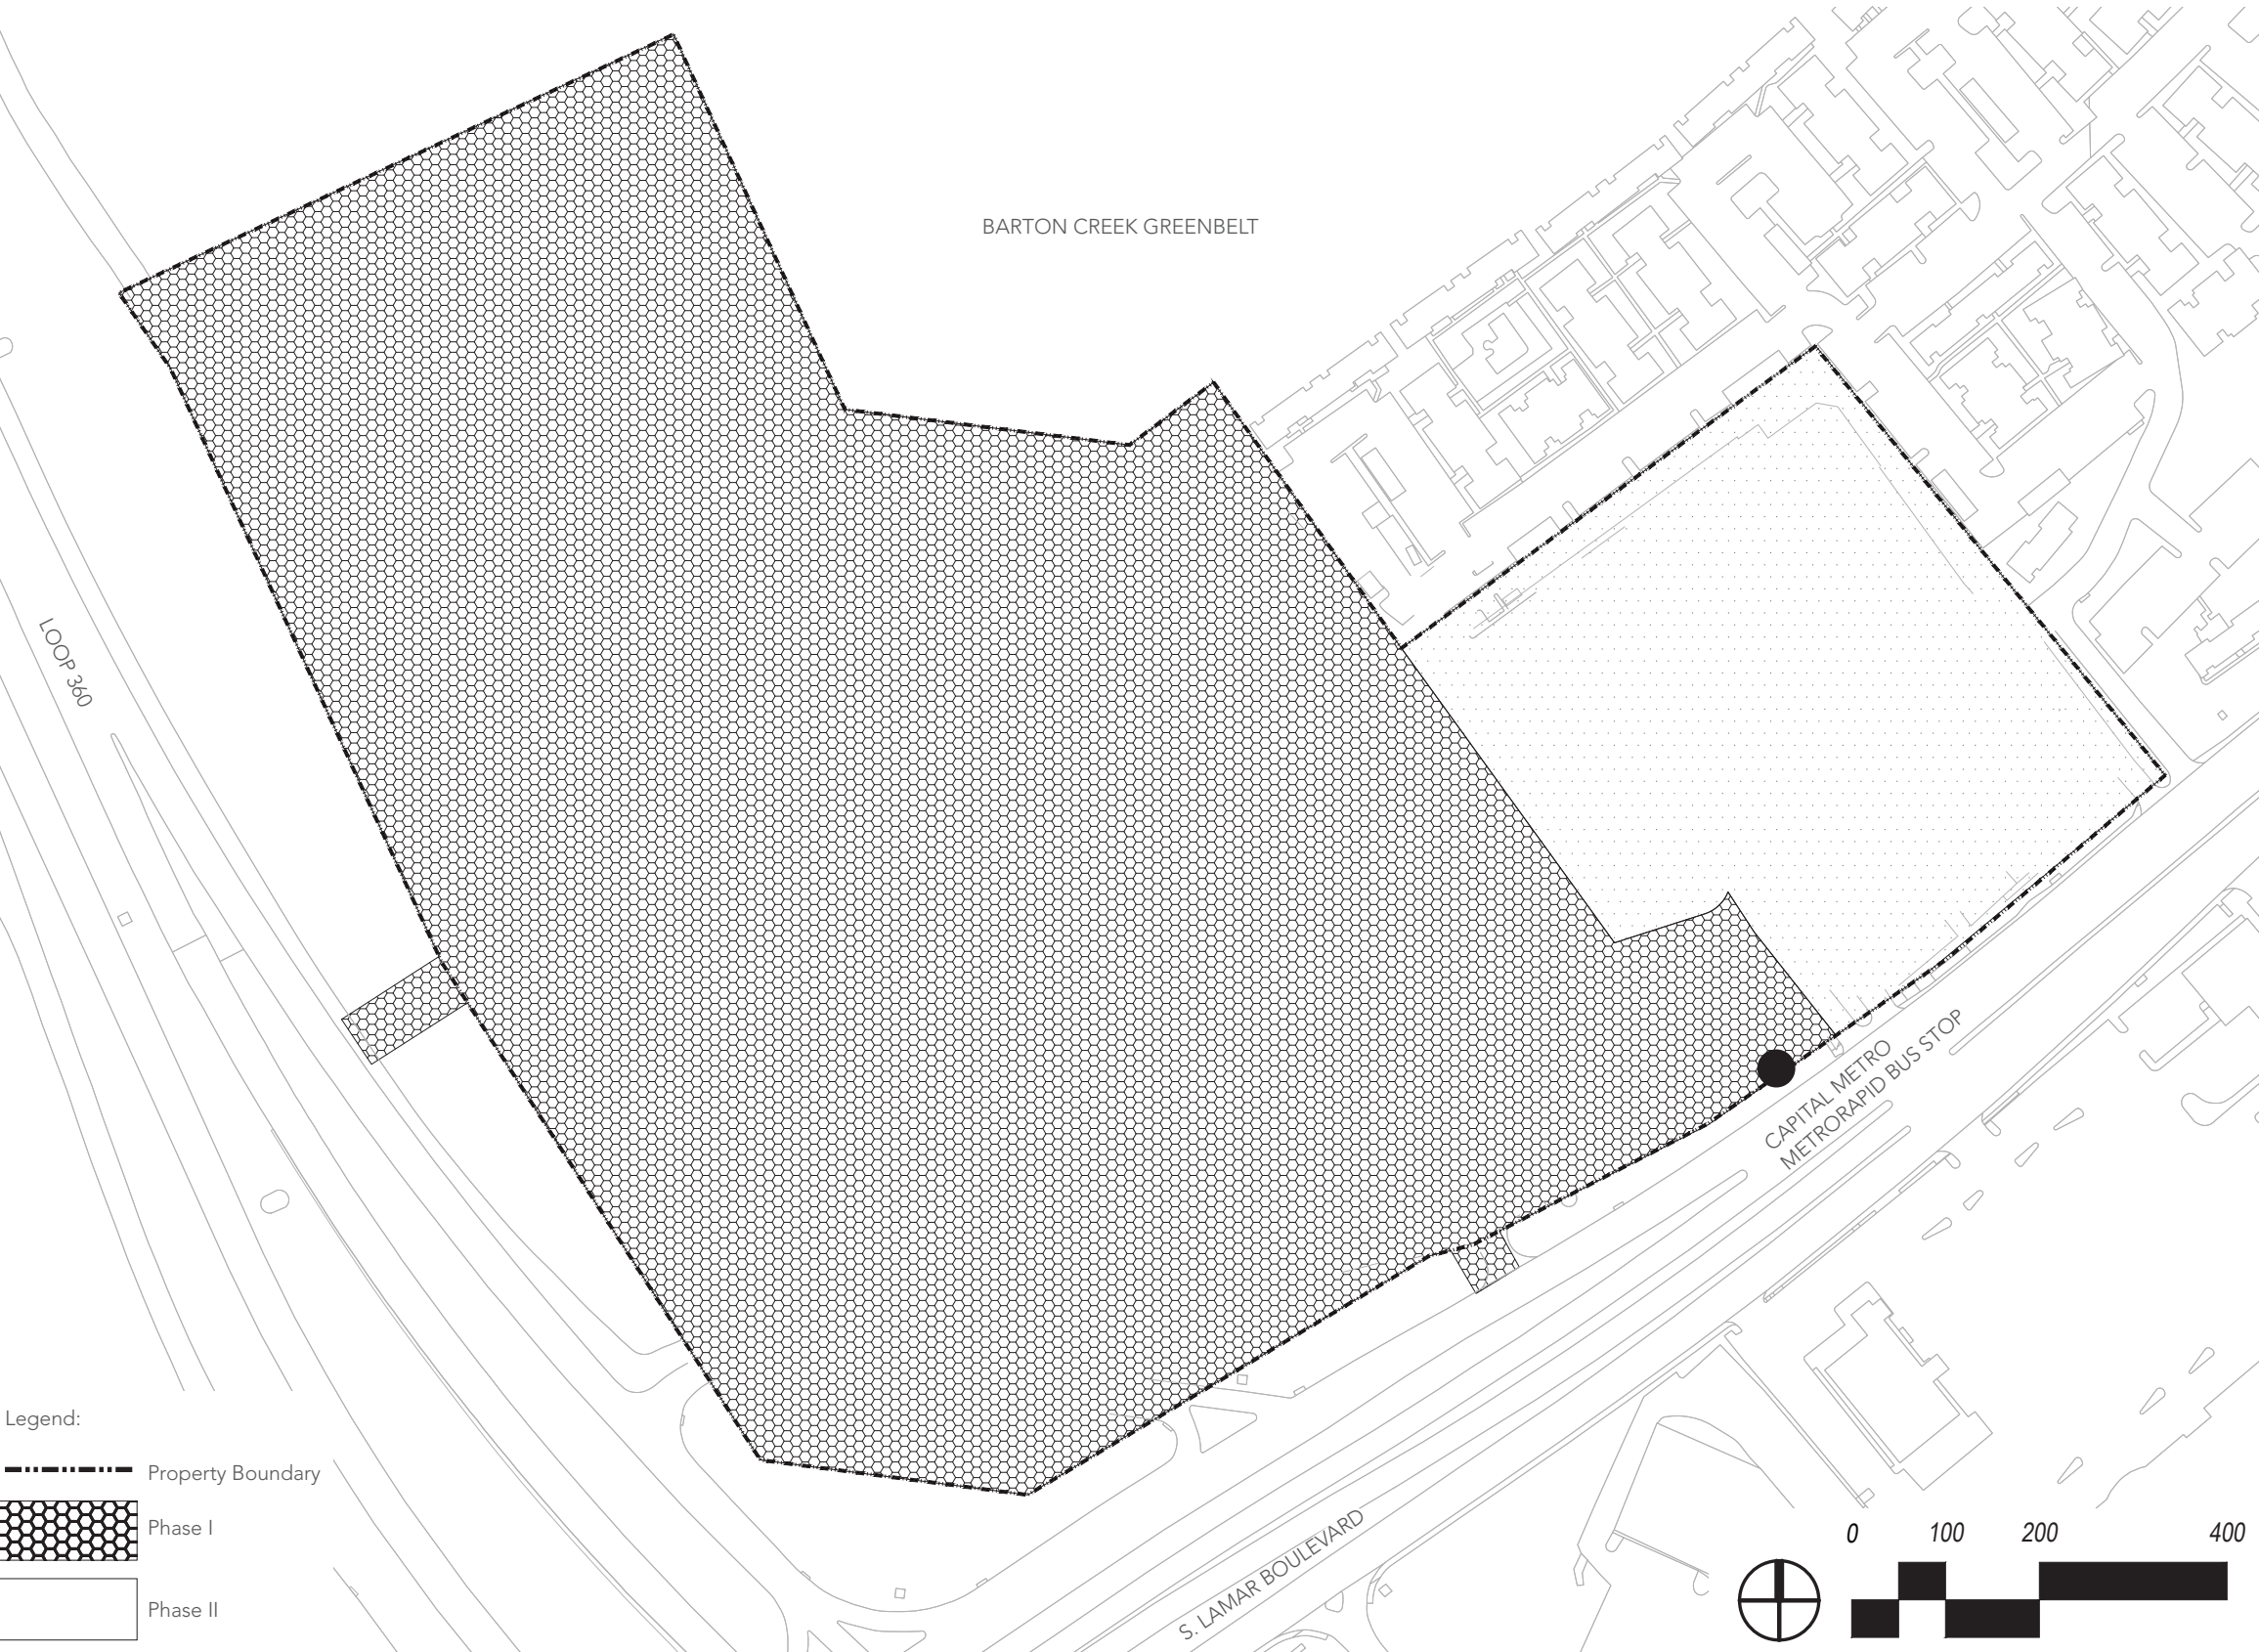 BARTON CREEK GREENBELT
LOOP 360
CAPITAL METRO
METRORAPID BUS STOP
S. LAMAR BOULEVARD
Legend:
Property Boundary
Phase I
Phase II
0 100 200 400